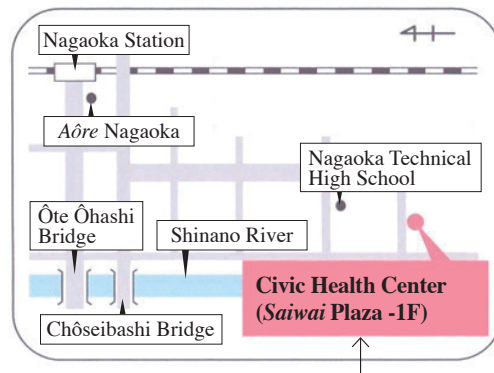 Nagaoka Station
Aôre Nagaoka
Nagaoka Technical
High School
Ôte Ôhashi
Bridge
Shinano River
Civic Health Center
(Saiwai Plaza -1F)
Chôseibashi Bridge